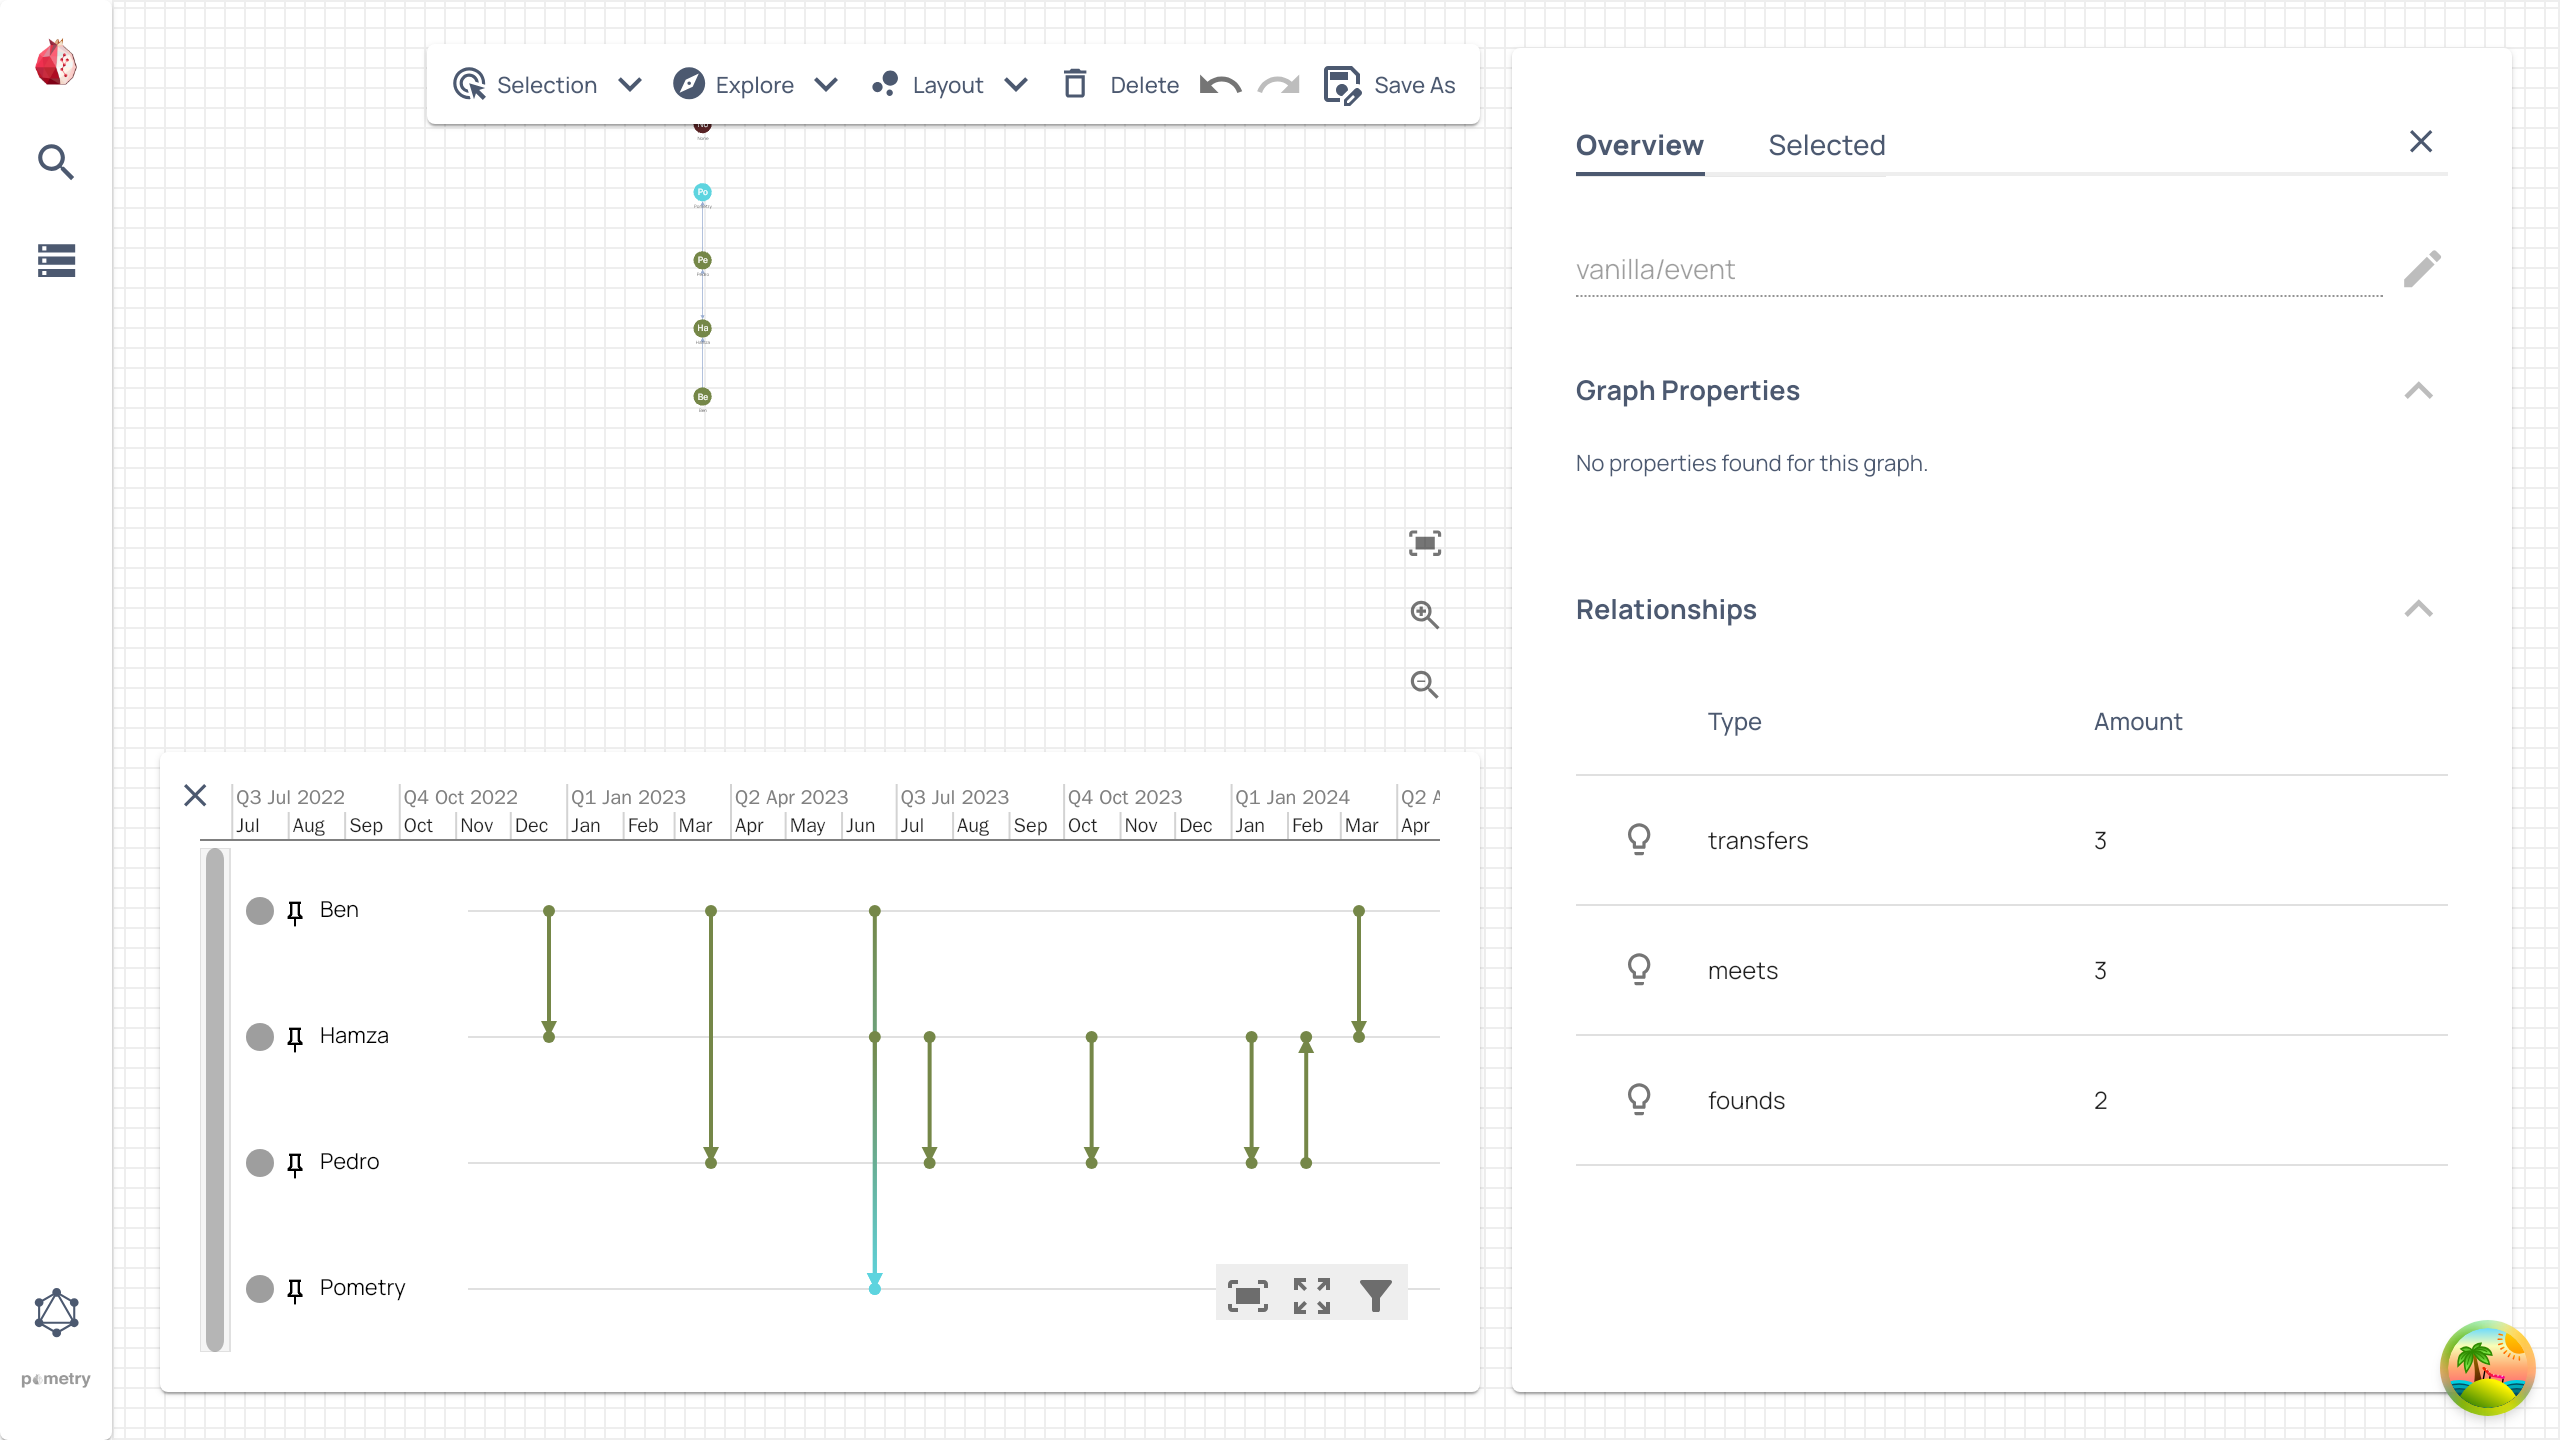 Selection
Explore
Layout
Delete
Save As
Po
Pe
Ha
Be
Ben
Overview
Selected
vanilla/event
Graph Properties
No properties found for this graph.
Relationships
Type Amount
transfers 3
meets 3
founds 2
Q3 Jul 2022 Q4 Oct 2022 Q1 Jan 2023 Q2 Apr 2023 Q3 Jul 2023 Q4 Oct 2023 Q1 Jan 2024 Q2 A
Jul Aug Sep Oct Nov Dec Jan Feb Mar Apr May Jun Jul Aug Sep Oct Nov Dec Jan Feb Mar Apr
Ben
Hamza
Pedro
Pometry
pometry